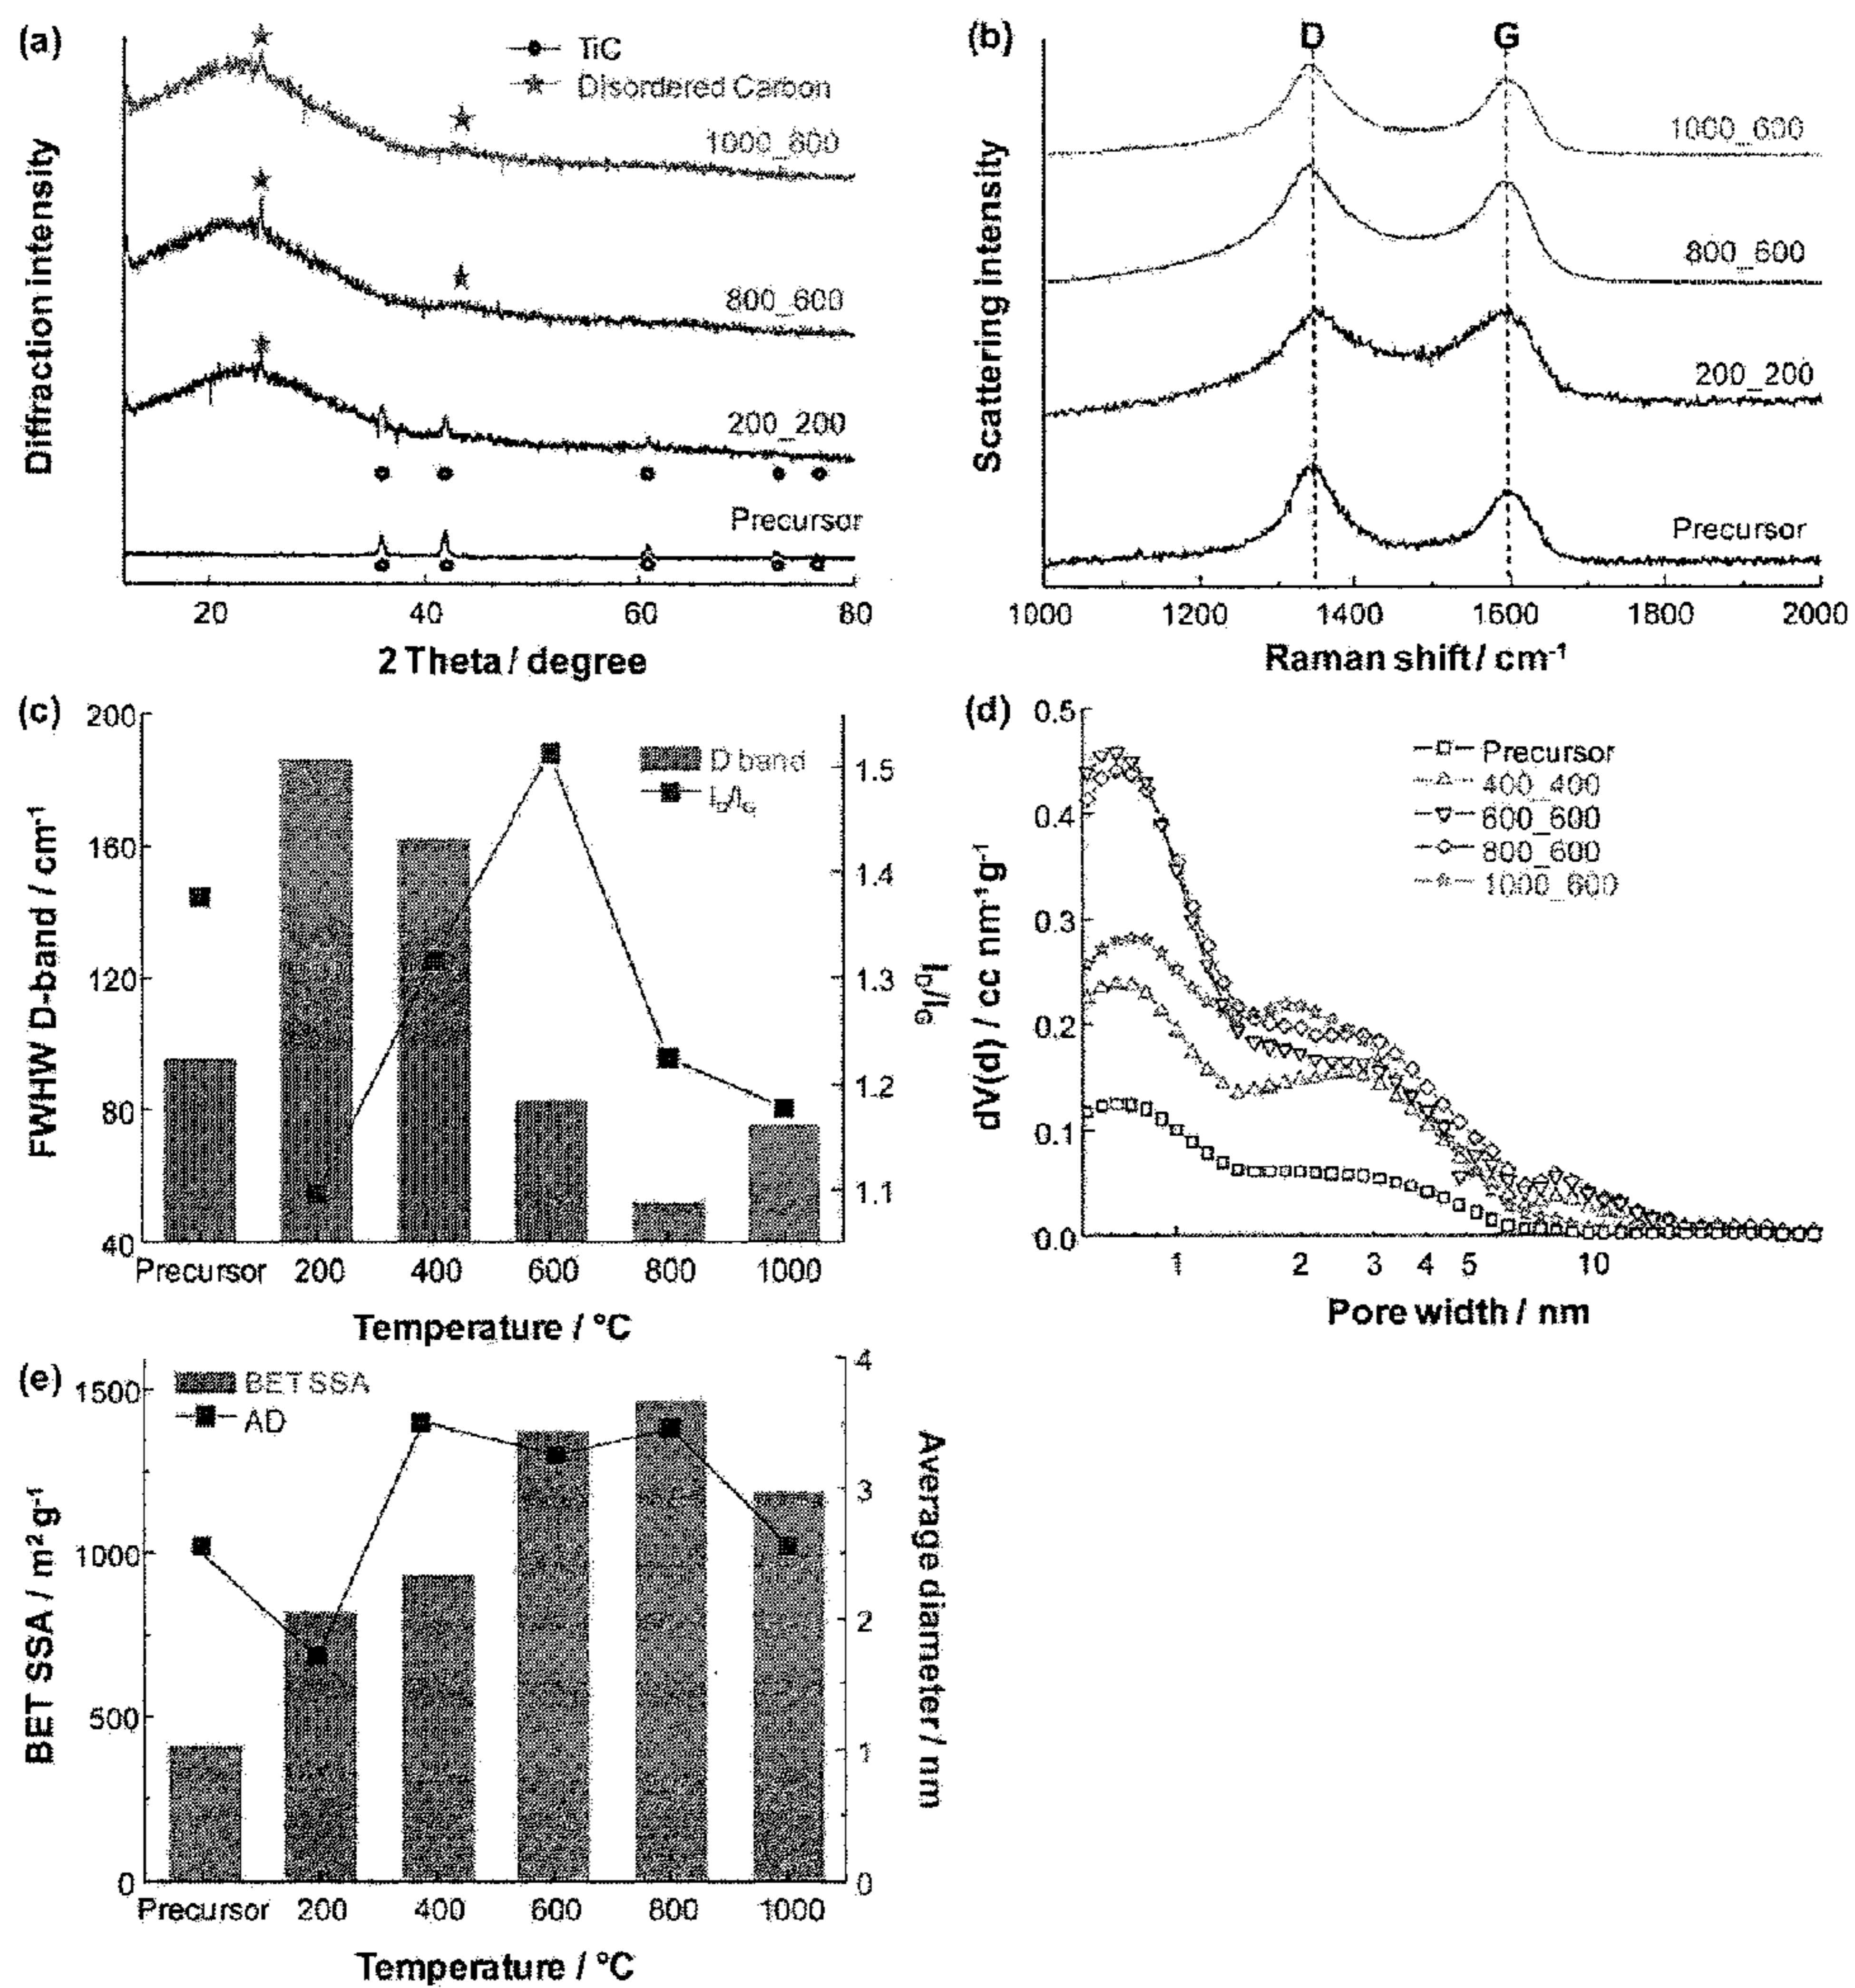 (a)
TiC
Disordered Carbon
1000_600
800_600
200_200
Precursor
Diffraction intensity
20 40 60 80
2 Theta / degree
(b)
D G
1000_600
800_600
200_200
Precursor
Scattering intensity
1000 1200 1400 1600 1800 2000
Raman shift / cm-1
(c)
200
160
120
80
40
FWHW D-band / cm-1
D band
ID/IG
1.5
1.4
1.3
1.2
1.1
ID/IG
Precursor 200 400 600 800 1000
Temperature / °C
(d)
0.5
0.4
0.3
0.2
0.1
0.0
dV(d) / cc nm-1g-1
Precursor
400_400
600_600
800_600
1000_600
1 2 3 4 5 10
Pore width / nm
(e)
1500
1000
500
0
BET SSA / m2 g-1
BET SSA
AD
4
3
2
1
0
Average diameter / nm
Precursor 200 400 600 800 1000
Temperature / °C